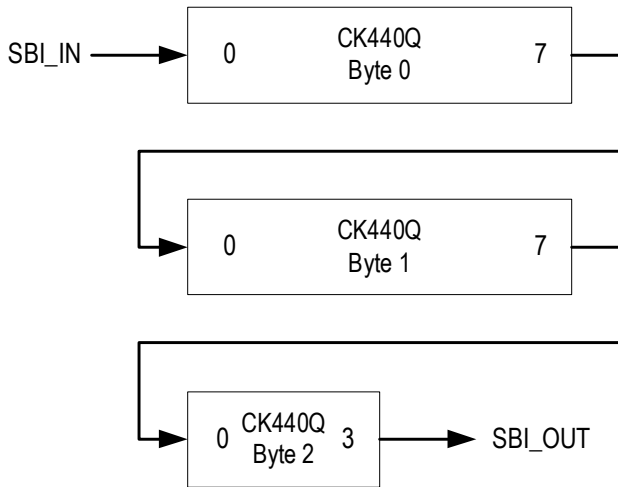 SBI_IN
0
CK440Q
Byte 0
7
0
CK440Q
Byte 1
7
0
CK440Q
Byte 2
3
SBI_OUT